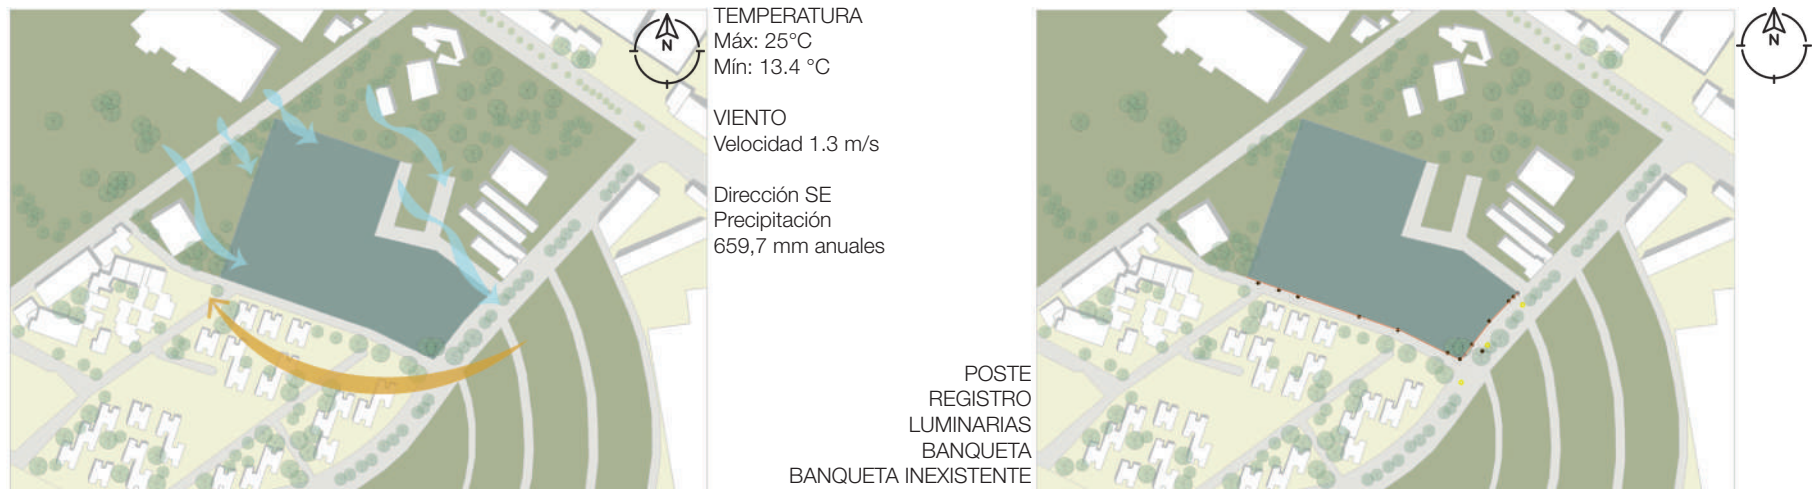 N
TEMPERATURA
Máx: 25°C
Mín: 13.4 °C
VIENTO
Velocidad 1.3 m/s
Dirección SE
Precipitación
659,7 mm anuales
POSTE
REGISTRO
LUMINARIAS
BANQUETA
BANQUETA INEXISTENTE
N